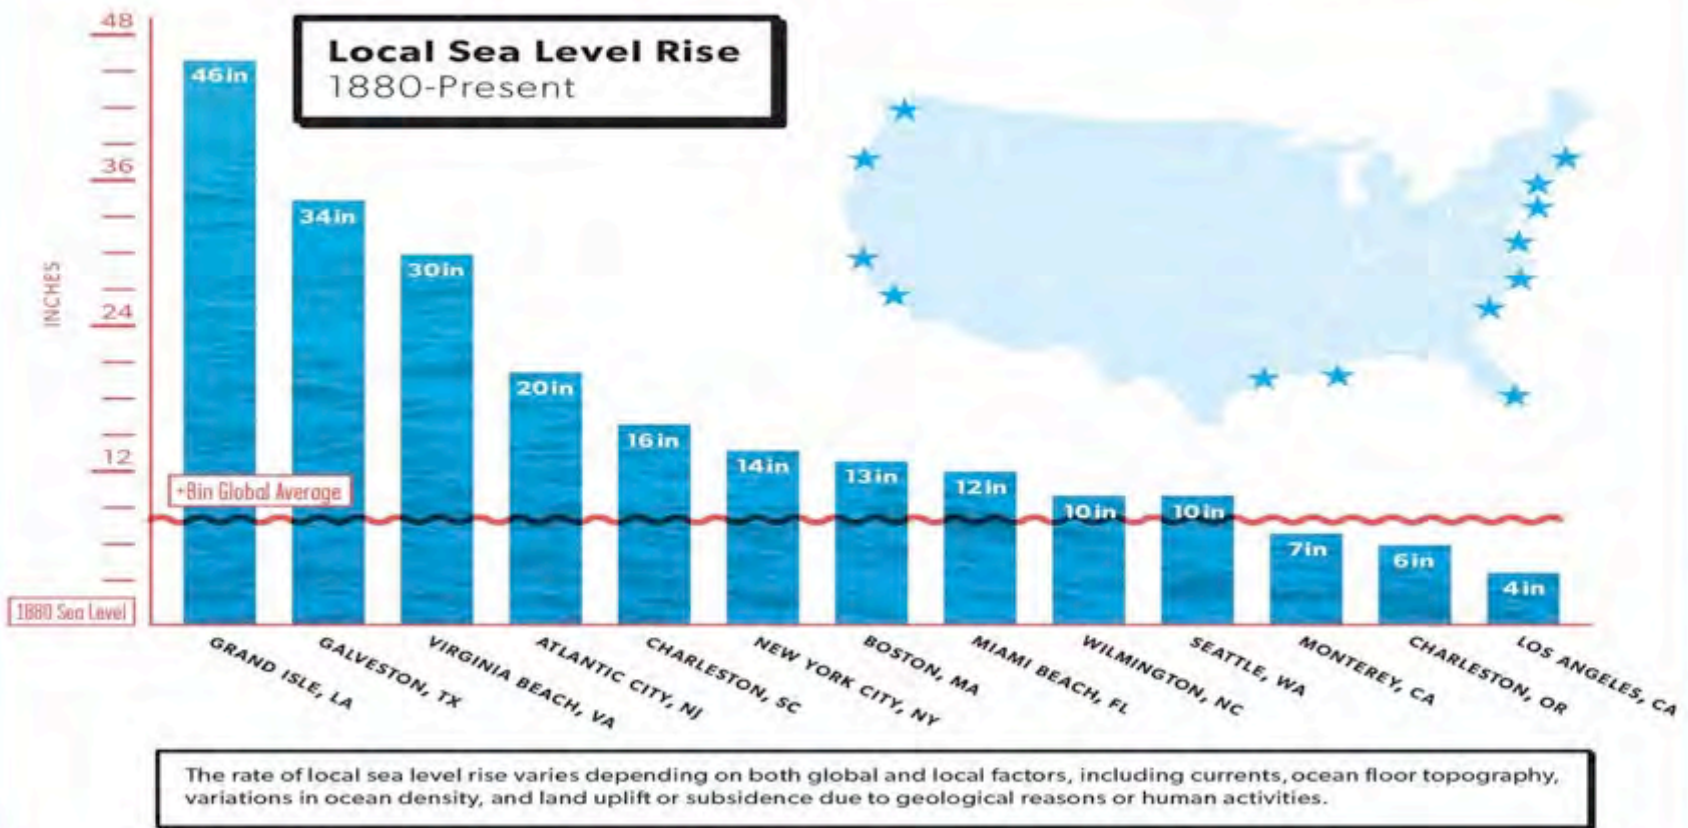 Local Sea Level Rise
1880-Present
48
36
24
12
INCHES
46in
34in
30in
20in
16in
14in
13in
12in
10in
10in
7in
6in
4in
+8in Global Average
1880 Sea Level
GRAND ISLE, LA
GALVESTON, TX
VIRGINIA BEACH, VA
ATLANTIC CITY, NJ
CHARLESTON, SC
NEW YORK CITY, NY
BOSTON, MA
MIAMI BEACH, FL
WILMINGTON, NC
SEATTLE, WA
MONTEREY, CA
CHARLESTON, OR
LOS ANGELES, CA
The rate of local sea level rise varies depending on both global and local factors, including currents, ocean floor topography,
variations in ocean density, and land uplift or subsidence due to geological reasons or human activities.